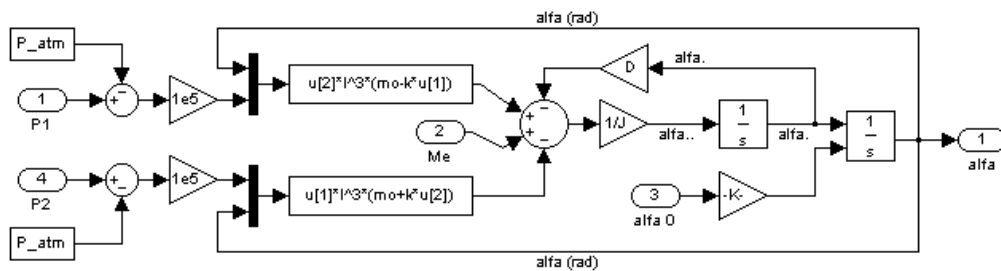 alfa (rad)
P_atm
−
+
1
P1
1e5
u[2]*l^3*(mo-k*u[1])
D
alfa.
−
+
+
−
2
Me
1/J
alfa..
1
s
alfa.
1
s
1
alfa
4
P2
+
−
1e5
u[1]*l^3*(mo+k*u[2])
3
alfa 0
-K-
P_atm
alfa (rad)